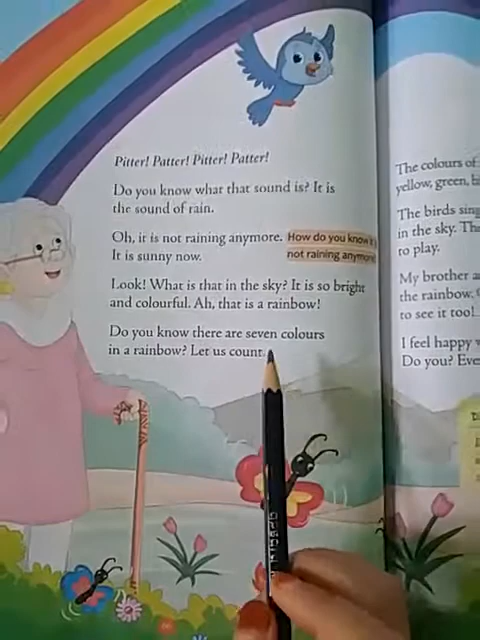 Pitter! Patter! Pitter! Patter!
Do you know what that sound is? It is
the sound of rain.
Oh, it is not raining anymore.
It is sunny now.
How do you know it
not raining anymore
Look! What is that in the sky? It is so bright
and colourful. Ah, that is a rainbow!
Do you know there are seven colours
in a rainbow? Let us count.
The colours of
yellow, green,
The birds sing
in the sky.
to play.
My brother
the rainbow.
to see it too!
I feel happy
Do you?